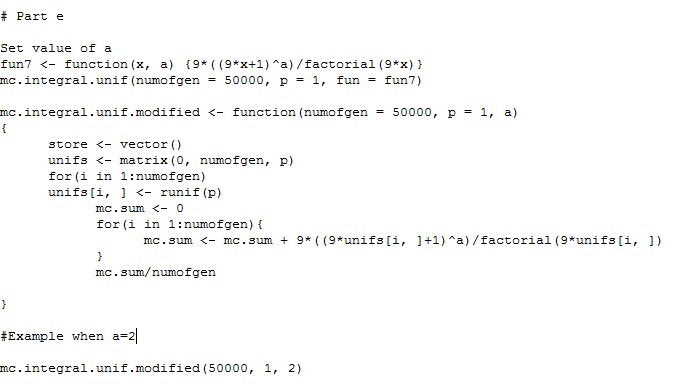 # Part e
Set value of a
fun7 <- function(x, a) {9*((9*x+1)^a)/factorial(9*x)}
mc.integral.unif(numofgen = 50000, p = 1, fun = fun7)
mc.integral.unif.modified <- function(numofgen = 50000, p = 1, a)
{
store <- vector()
unifs <- matrix(0, numofgen, p)
for(i in 1:numofgen)
unifs[i, ] <- runif(p)
mc.sum <- 0
for(i in 1:numofgen){
mc.sum <- mc.sum + 9*((9*unifs[i, ]+1)^a)/factorial(9*unifs[i, ])
}
mc.sum/numofgen
}
#Example when a=2
mc.integral.unif.modified(50000, 1, 2)